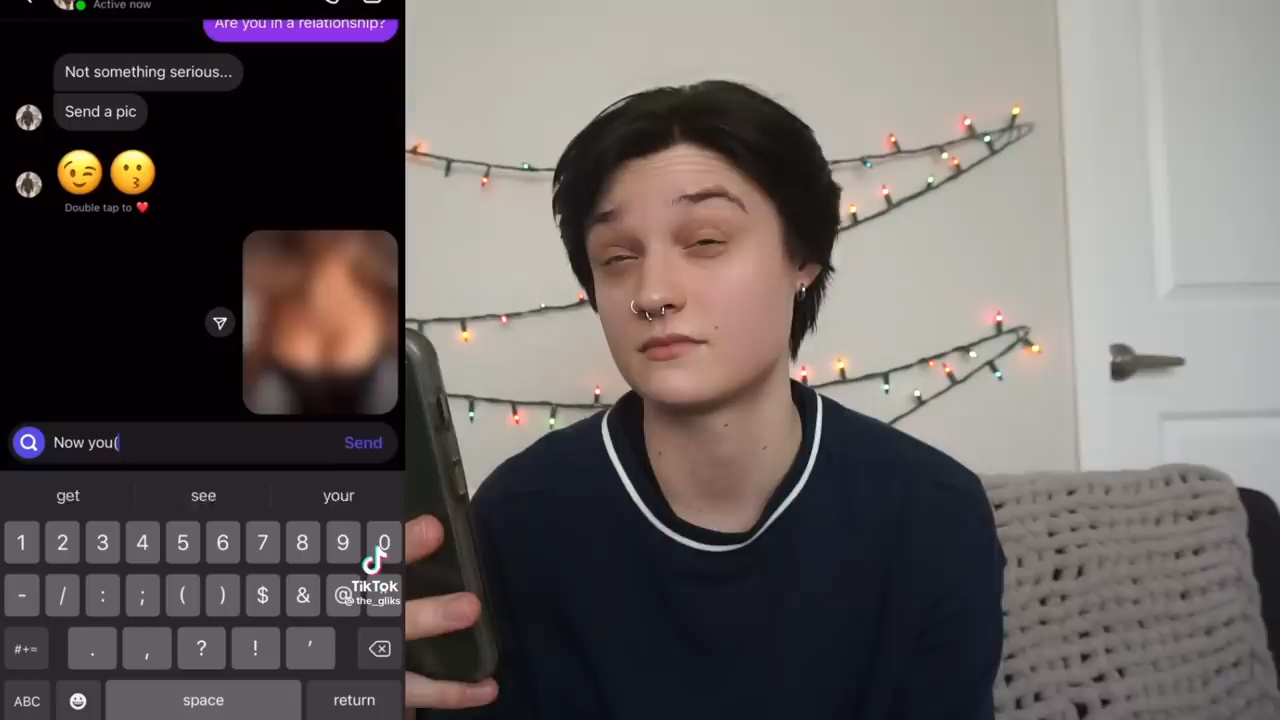 Active now
Are you in a relationship?
Not something serious...
Send a pic
Double tap to ❤️
Now you(
Send
get see your
1 2 3 4 5 6 7 8 9 0
- / : ; ( ) $ & @
TikTok
@the_gliks
#+= . , ? ! ’
ABC space return